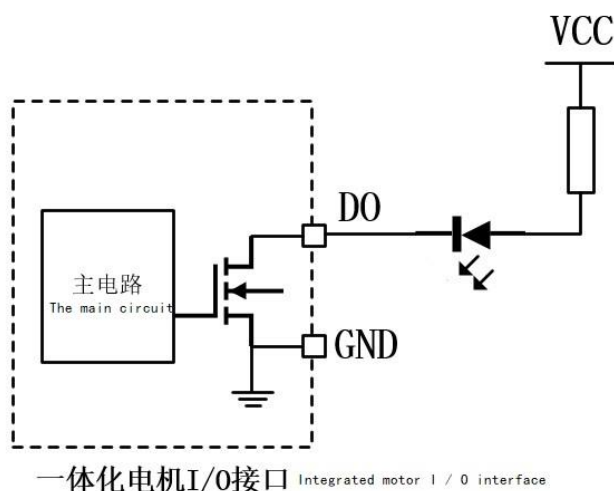 VCC
DO
主电路
The main circuit
GND
一体化电机I/O接口 Integrated motor I / O interface